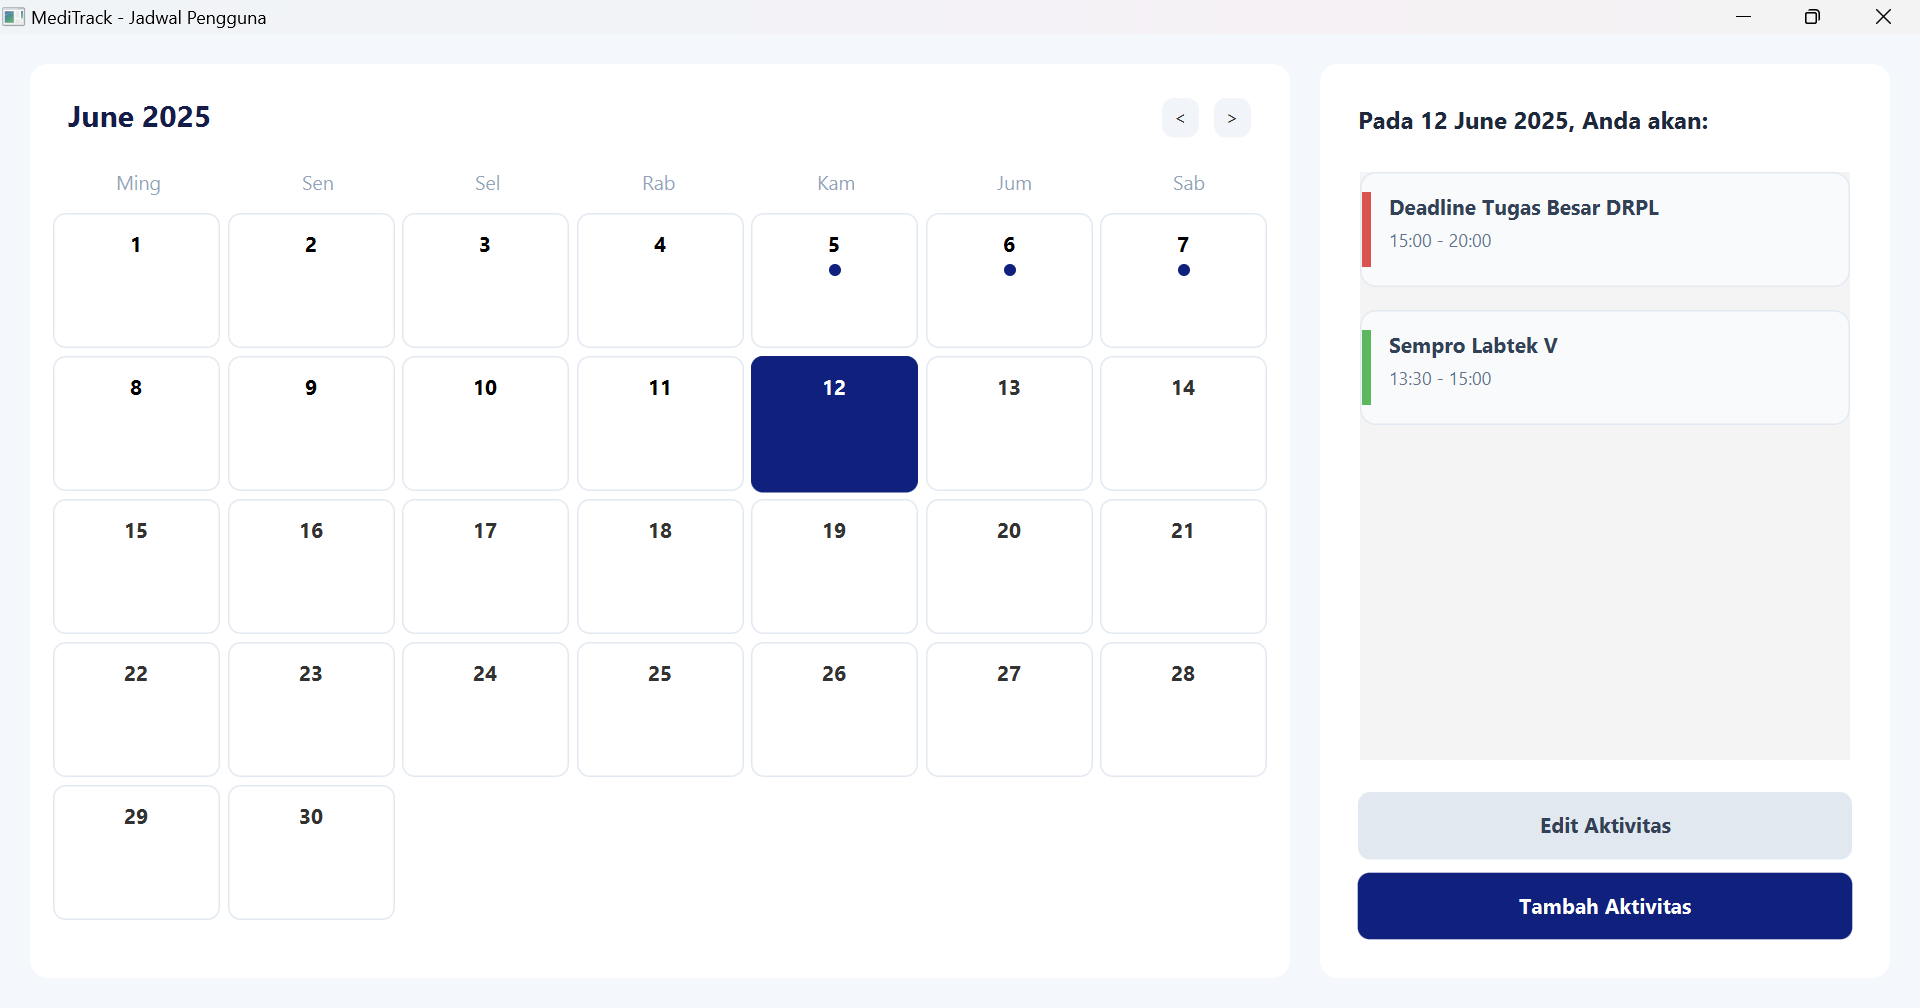 MediTrack - Jadwal Pengguna
June 2025
< >
Ming Sen Sel Rab Kam Jum Sab
1 2 3 4 5 6 7
8 9 10 11 12 13 14
15 16 17 18 19 20 21
22 23 24 25 26 27 28
29 30
Pada 12 June 2025, Anda akan:
Deadline Tugas Besar DRPL
15:00 - 20:00
Sempro Labtek V
13:30 - 15:00
Edit Aktivitas
Tambah Aktivitas